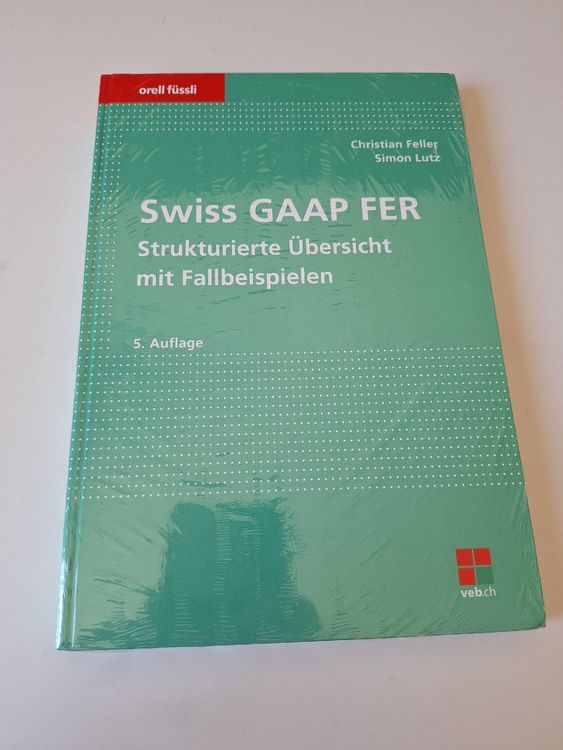 orell füssli
Christian Feller
Simon Lutz
Swiss GAAP FER
Strukturierte Übersicht
mit Fallbeispielen
5. Auflage
veb.ch